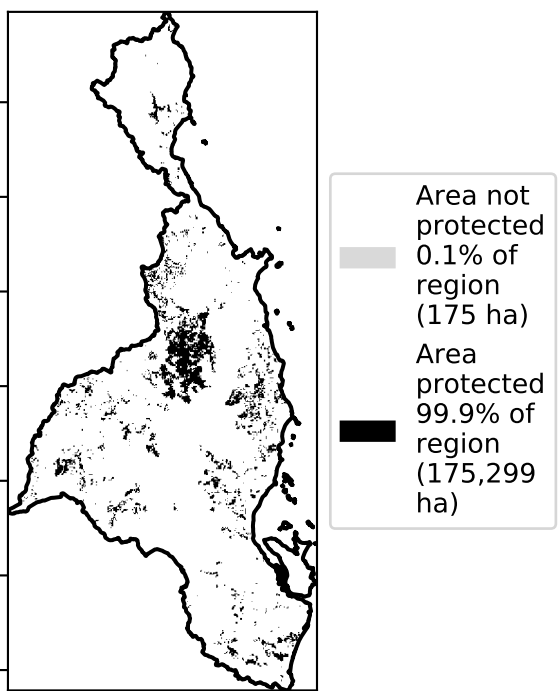 Area not
protected
0.1% of
region
(175 ha)
Area
protected
99.9% of
region
(175,299
ha)